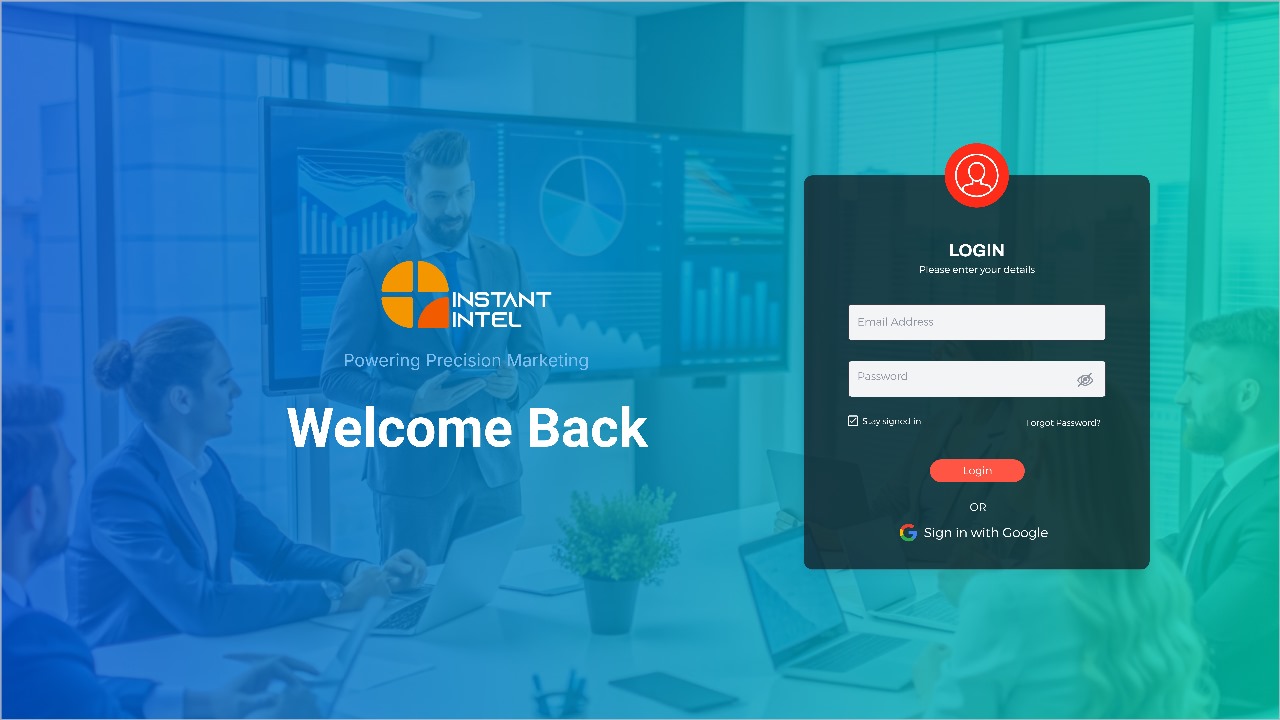 INSTANT
INTEL
Powering Precision Marketing
Welcome Back
LOGIN
Please enter your details
Email Address
Password
Stay signed in
Forgot Password?
Login
OR
Sign in with Google